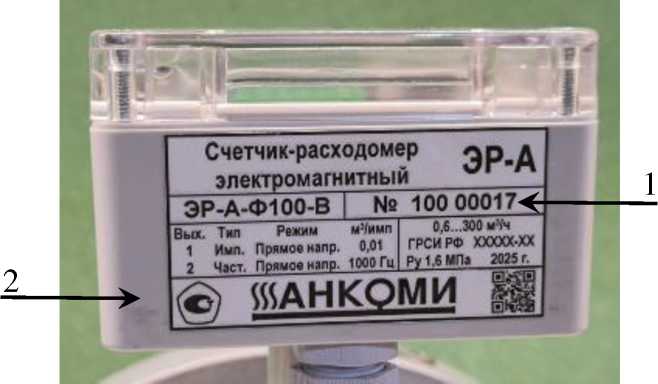 Счетчик-расходомер
электромагнитный
ЭР-А
ЭР-А-Ф100-В № 100 00017
1
Вых. Тип Режим м³/имп
1 Имп. Прямое напр. 0,01
2 Част. Прямое напр. 1000 Гц
0,6...300 м³/ч
ГРСИ РФ XXXXX-XX
Ру 1,6 МПа 2025 г.
2
АНКОМИ